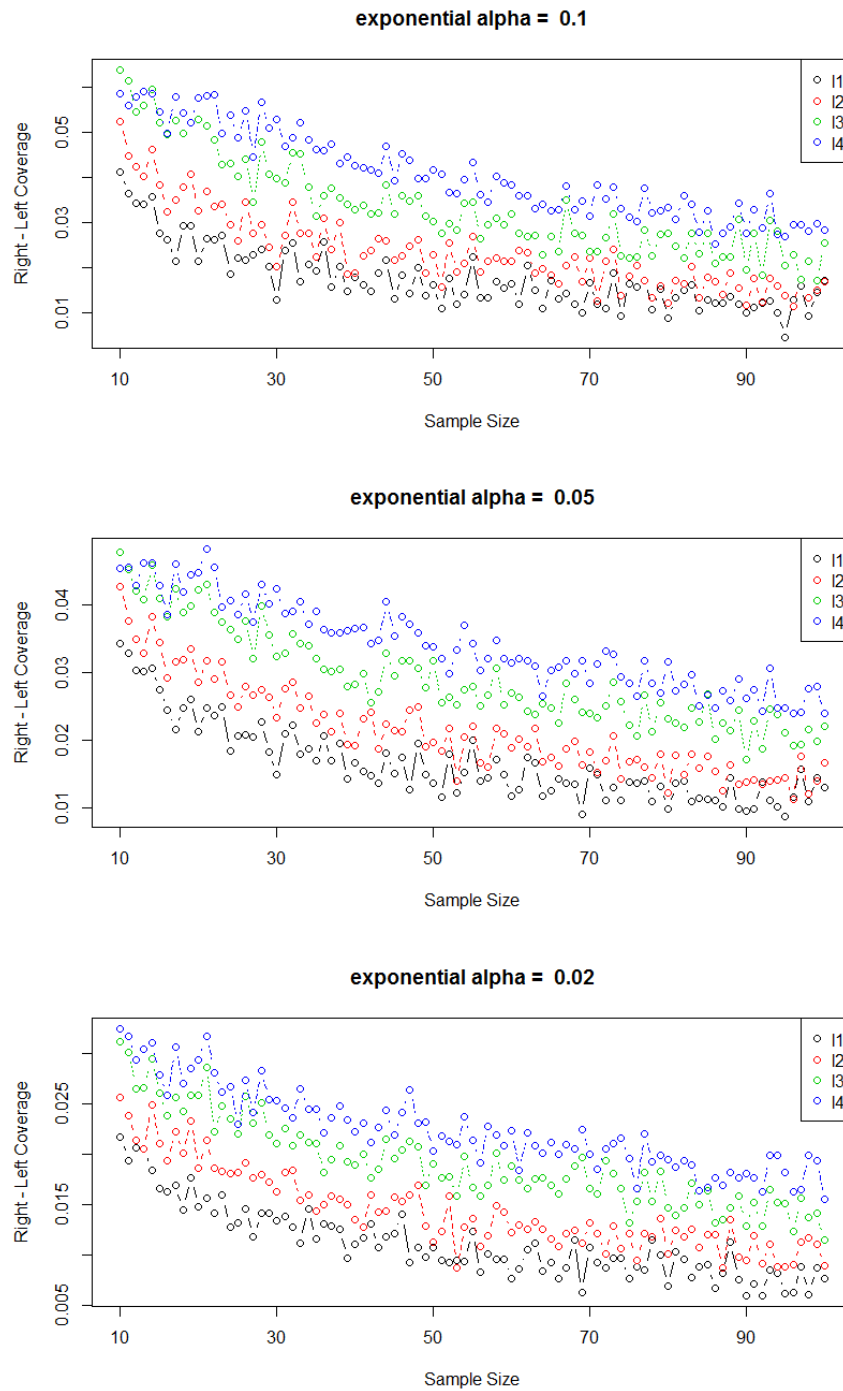 exponential alpha = 0.1
Right - Left Coverage
0.01 0.03 0.05
10 30 50 70 90
Sample Size
I1
I2
I3
I4
exponential alpha = 0.05
Right - Left Coverage
0.01 0.02 0.03 0.04
10 30 50 70 90
Sample Size
I1
I2
I3
I4
exponential alpha = 0.02
Right - Left Coverage
0.005 0.015 0.025
10 30 50 70 90
Sample Size
I1
I2
I3
I4